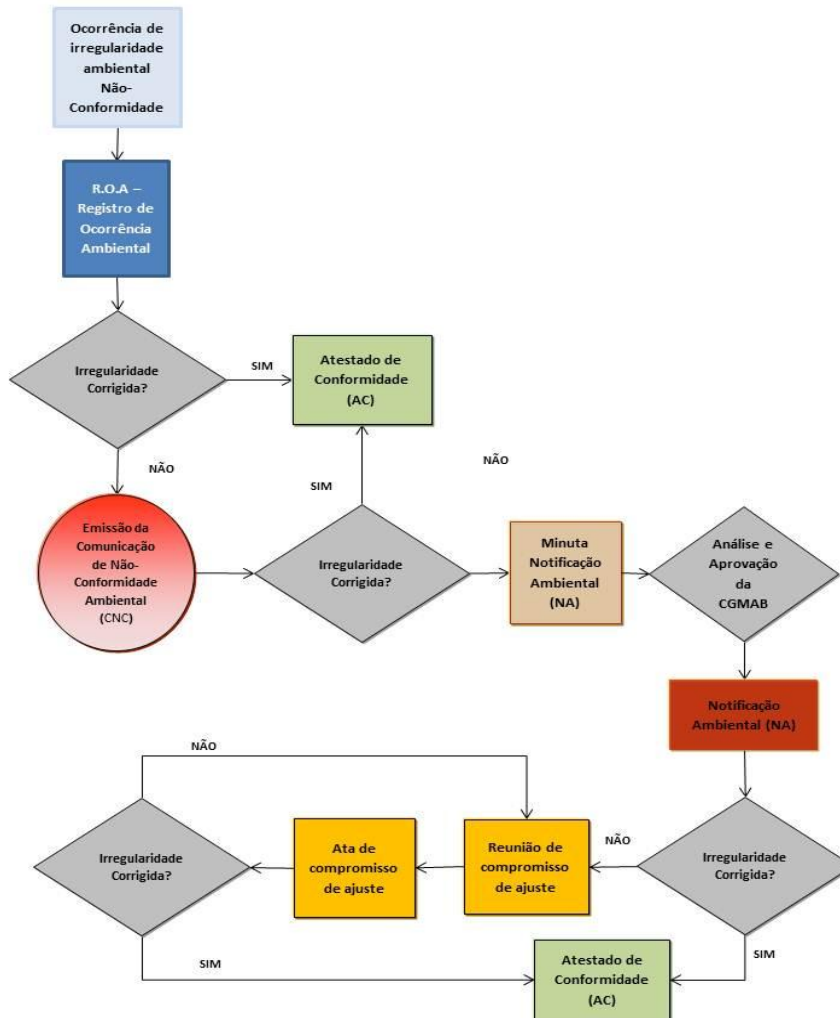 Ocorrência de
irregularidade
ambiental
Não-
Conformidade
R.O.A –
Registro de
Ocorrência
Ambiental
Irregularidade
Corrigida?
SIM
Atestado de
Conformidade
(AC)
NÃO
SIM
NÃO
Emissão da
Comunicação
de Não-
Conformidade
Ambiental
(CNC)
Irregularidade
Corrigida?
Minuta
Notificação
Ambiental
(NA)
Análise e
Aprovação
da
CGMAB
Notificação
Ambiental (NA)
NÃO
Irregularidade
Corrigida?
Ata de
compromisso
de ajuste
Reunião de
compromisso
de ajuste
NÃO
Irregularidade
Corrigida?
SIM
Atestado de
Conformidade
(AC)
SIM